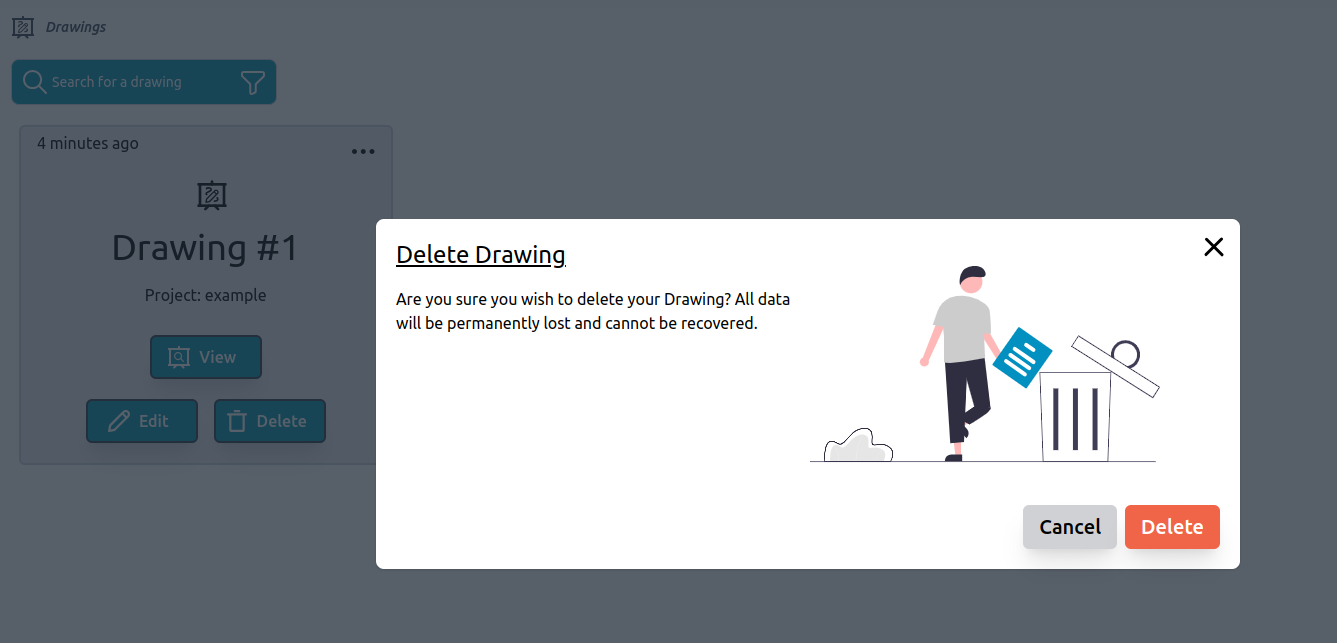 Drawings
Search for a drawing
4 minutes ago
Drawing #1
Project: example
View
Edit
Delete
Delete Drawing
Are you sure you wish to delete your Drawing? All data
will be permanently lost and cannot be recovered.
Cancel
Delete